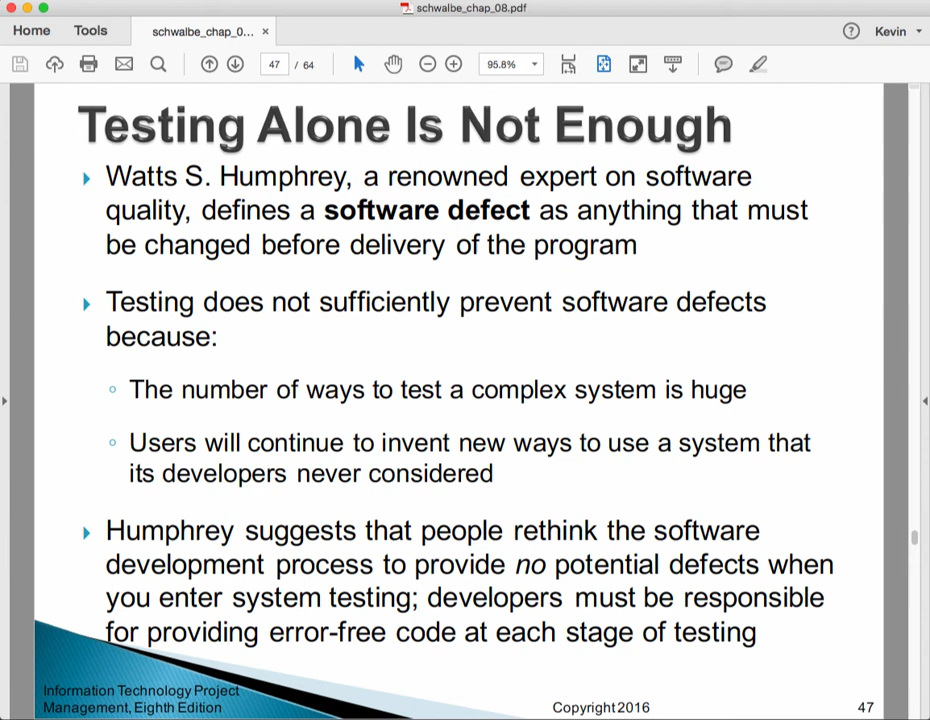 schwalbe_chap_08.pdf
Home Tools schwalbe_chap_0... × ? Kevin
47 / 64 95.8%
Testing Alone Is Not Enough
Watts S. Humphrey, a renowned expert on software
quality, defines a software defect as anything that must
be changed before delivery of the program
Testing does not sufficiently prevent software defects
because:
The number of ways to test a complex system is huge
Users will continue to invent new ways to use a system that
its developers never considered
Humphrey suggests that people rethink the software
development process to provide no potential defects when
you enter system testing; developers must be responsible
for providing error-free code at each stage of testing
Information Technology Project
Management, Eighth Edition
Copyright 2016
47